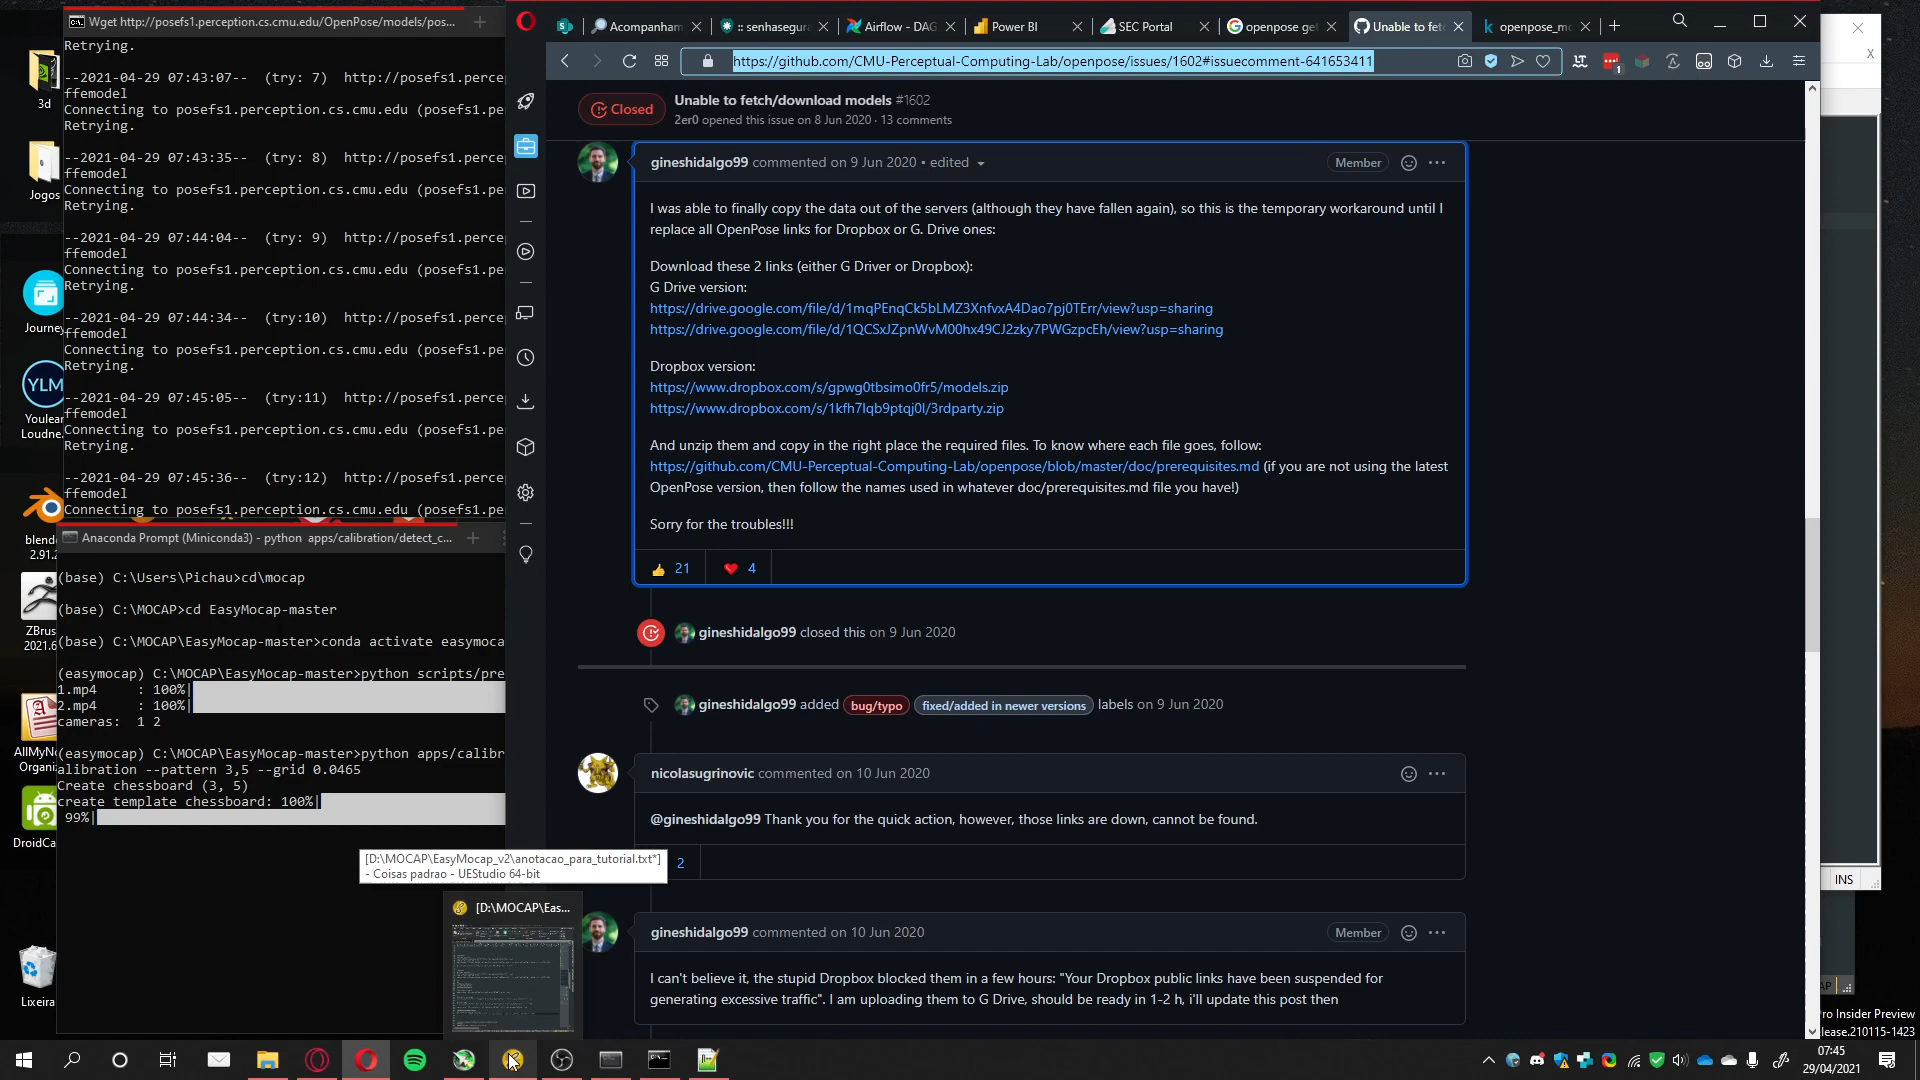 Wget http://posefs1.perception.cs.cmu.edu/OpenPose/models/pos...
Retrying.
--2021-04-29 07:43:07--  (try: 7)  http://posefs1.perce
ffemodel
Connecting to posefs1.perception.cs.cmu.edu (posefs1.p
Retrying.
--2021-04-29 07:43:35--  (try: 8)  http://posefs1.perce
ffemodel
Connecting to posefs1.perception.cs.cmu.edu (posefs1.p
Retrying.
--2021-04-29 07:44:04--  (try: 9)  http://posefs1.perce
ffemodel
Connecting to posefs1.perception.cs.cmu.edu (posefs1.p
Retrying.
--2021-04-29 07:44:34--  (try:10)  http://posefs1.perce
ffemodel
Connecting to posefs1.perception.cs.cmu.edu (posefs1.p
Retrying.
--2021-04-29 07:45:05--  (try:11)  http://posefs1.perce
ffemodel
Connecting to posefs1.perception.cs.cmu.edu (posefs1.p
Retrying.
--2021-04-29 07:45:36--  (try:12)  http://posefs1.perce
ffemodel
Connecting to posefs1.perception.cs.cmu.edu (posefs1.p
3d
Jogos
Journey
YLM
Youlean
Loudne
blende
2.91.2
ZBrus
2021.6
AllMyNo
Organi
DroidCa
Lixeira
Anaconda Prompt (Miniconda3) - python  apps/calibration/detect_c...
(base) C:\Users\Pichau>cd\mocap
(base) C:\MOCAP>cd EasyMocap-master
(base) C:\MOCAP\EasyMocap-master>conda activate easymoca
(easymocap) C:\MOCAP\EasyMocap-master>python scripts/pre
1.mp4     : 100%|
2.mp4     : 100%|
cameras:  1 2
(easymocap) C:\MOCAP\EasyMocap-master>python apps/calibr
alibration --pattern 3,5 --grid 0.0465
Create chessboard (3, 5)
create template chessboard: 100%|
99%|
[D:\MOCAP\EasyMocap_v2\anotacao_para_tutorial.txt*]
- Coisas padrao - UEStudio 64-bit
[D:\MOCAP\Eas...
Acompanham
:: senhasegura
Airflow - DAG
Power BI
SEC Portal
openpose get
Unable to fetc
openpose_mo
https://github.com/CMU-Perceptual-Computing-Lab/openpose/issues/1602#issuecomment-641653411
1
Closed
Unable to fetch/download models #1602
2er0 opened this issue on 8 Jun 2020 · 13 comments
gineshidalgo99 commented on 9 Jun 2020 • edited
Member
I was able to finally copy the data out of the servers (although they have fallen again), so this is the temporary workaround until I
replace all OpenPose links for Dropbox or G. Drive ones:
Download these 2 links (either G Driver or Dropbox):
G Drive version:
https://drive.google.com/file/d/1mqPEnqCk5bLMZ3XnfvxA4Dao7pj0TErr/view?usp=sharing
https://drive.google.com/file/d/1QCSxJZpnWvM00hx49CJ2zky7PWGzpcEh/view?usp=sharing
Dropbox version:
https://www.dropbox.com/s/gpwg0tbsimo0fr5/models.zip
https://www.dropbox.com/s/1kfh7lqb9ptqj0l/3rdparty.zip
And unzip them and copy in the right place the required files. To know where each file goes, follow:
https://github.com/CMU-Perceptual-Computing-Lab/openpose/blob/master/doc/prerequisites.md (if you are not using the latest
OpenPose version, then follow the names used in whatever doc/prerequisites.md file you have!)
Sorry for the troubles!!!
21
4
gineshidalgo99 closed this on 9 Jun 2020
gineshidalgo99 added bug/typo fixed/added in newer versions labels on 9 Jun 2020
nicolasugrinovic commented on 10 Jun 2020
@gineshidalgo99 Thank you for the quick action, however, those links are down, cannot be found.
2
gineshidalgo99 commented on 10 Jun 2020
Member
I can't believe it, the stupid Dropbox blocked them in a few hours: "Your Dropbox public links have been suspended for
generating excessive traffic". I am uploading them to G Drive, should be ready in 1-2 h, i'll update this post then
INS
AP
ro Insider Preview
lease.210115-1423
07:45
29/04/2021